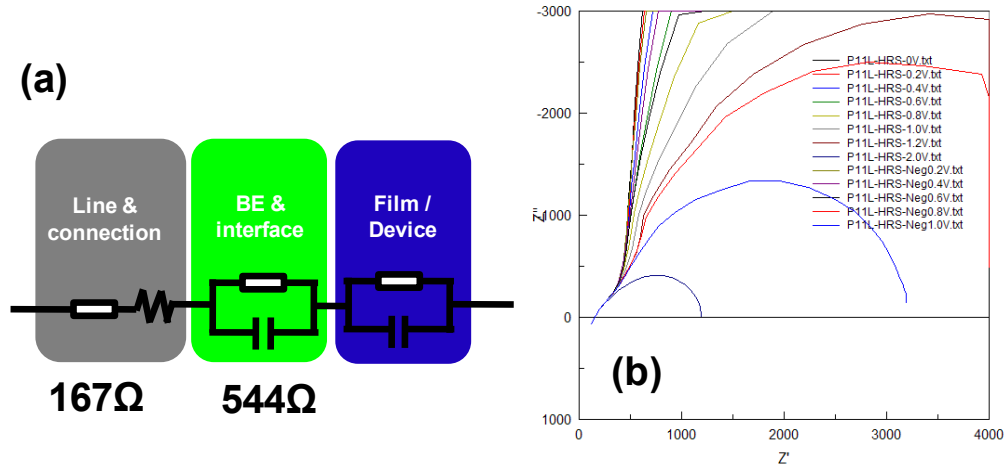 (a)
Line &
connection
BE &
interface
Film /
Device
167Ω
544Ω
-3000
-2000
-1000
0
1000
Z''
P11L-HRS-0V.txt
P11L-HRS-0.2V.txt
P11L-HRS-0.4V.txt
P11L-HRS-0.6V.txt
P11L-HRS-0.8V.txt
P11L-HRS-1.0V.txt
P11L-HRS-1.2V.txt
P11L-HRS-2.0V.txt
P11L-HRS-Neg0.2V.txt
P11L-HRS-Neg0.4V.txt
P11L-HRS-Neg0.6V.txt
P11L-HRS-Neg0.8V.txt
P11L-HRS-Neg1.0V.txt
(b)
0 1000 2000 3000 4000
Z'